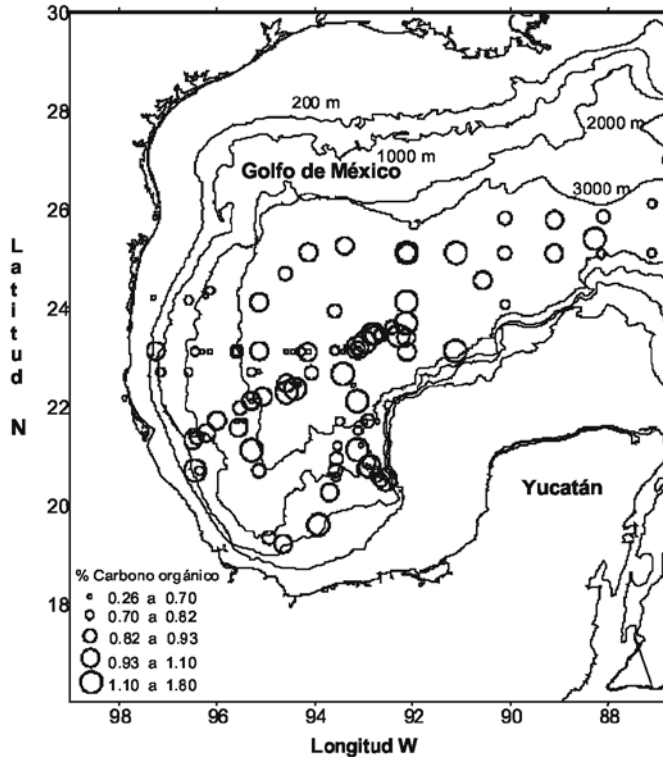 30
28
26
24
22
20
18
Latitud N
200 m
1000 m
2000 m
3000 m
Golfo de México
Yucatán
% Carbono orgánico
0.26 a 0.70
0.70 a 0.82
0.82 a 0.93
0.93 a 1.10
1.10 a 1.80
98 96 94 92 90 88
Longitud W